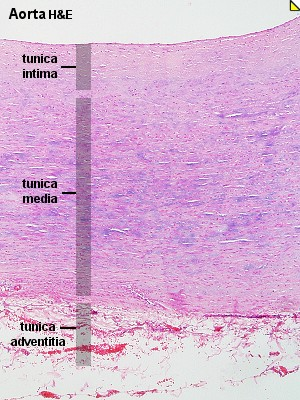 Aorta H&E
tunica
intima
tunica
media
tunica
adventitia